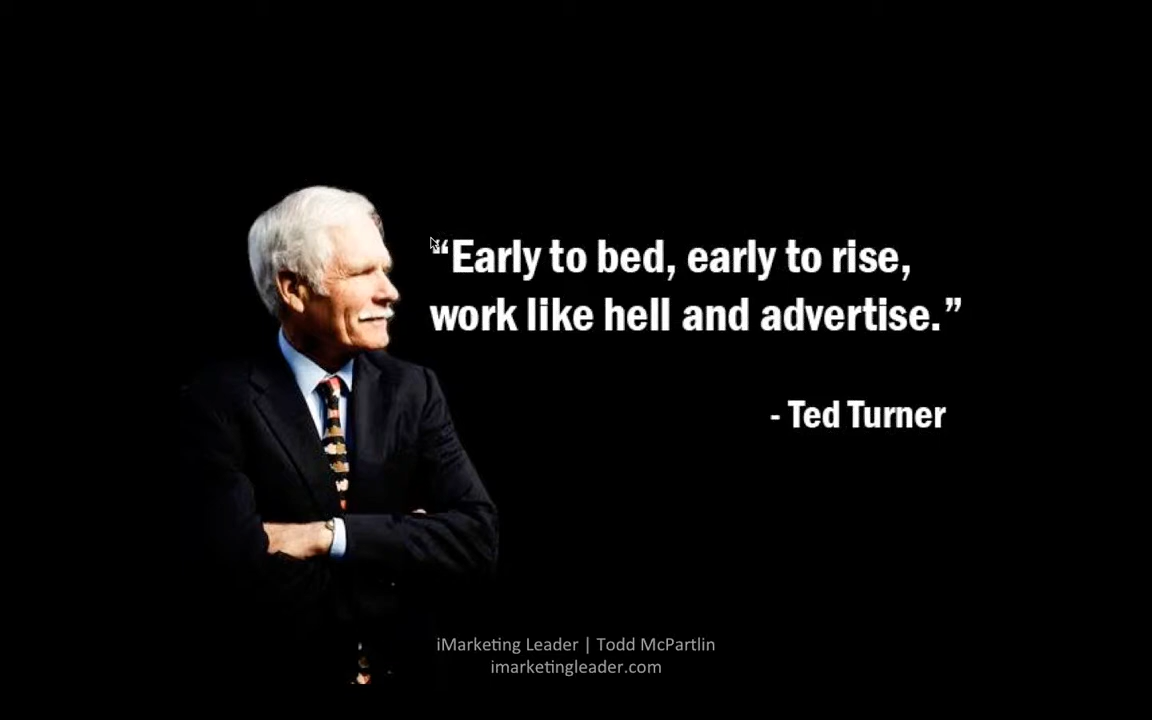 “Early to bed, early to rise,
work like hell and advertise.”
- Ted Turner
iMarketing Leader | Todd McPartlin
imarketingleader.com